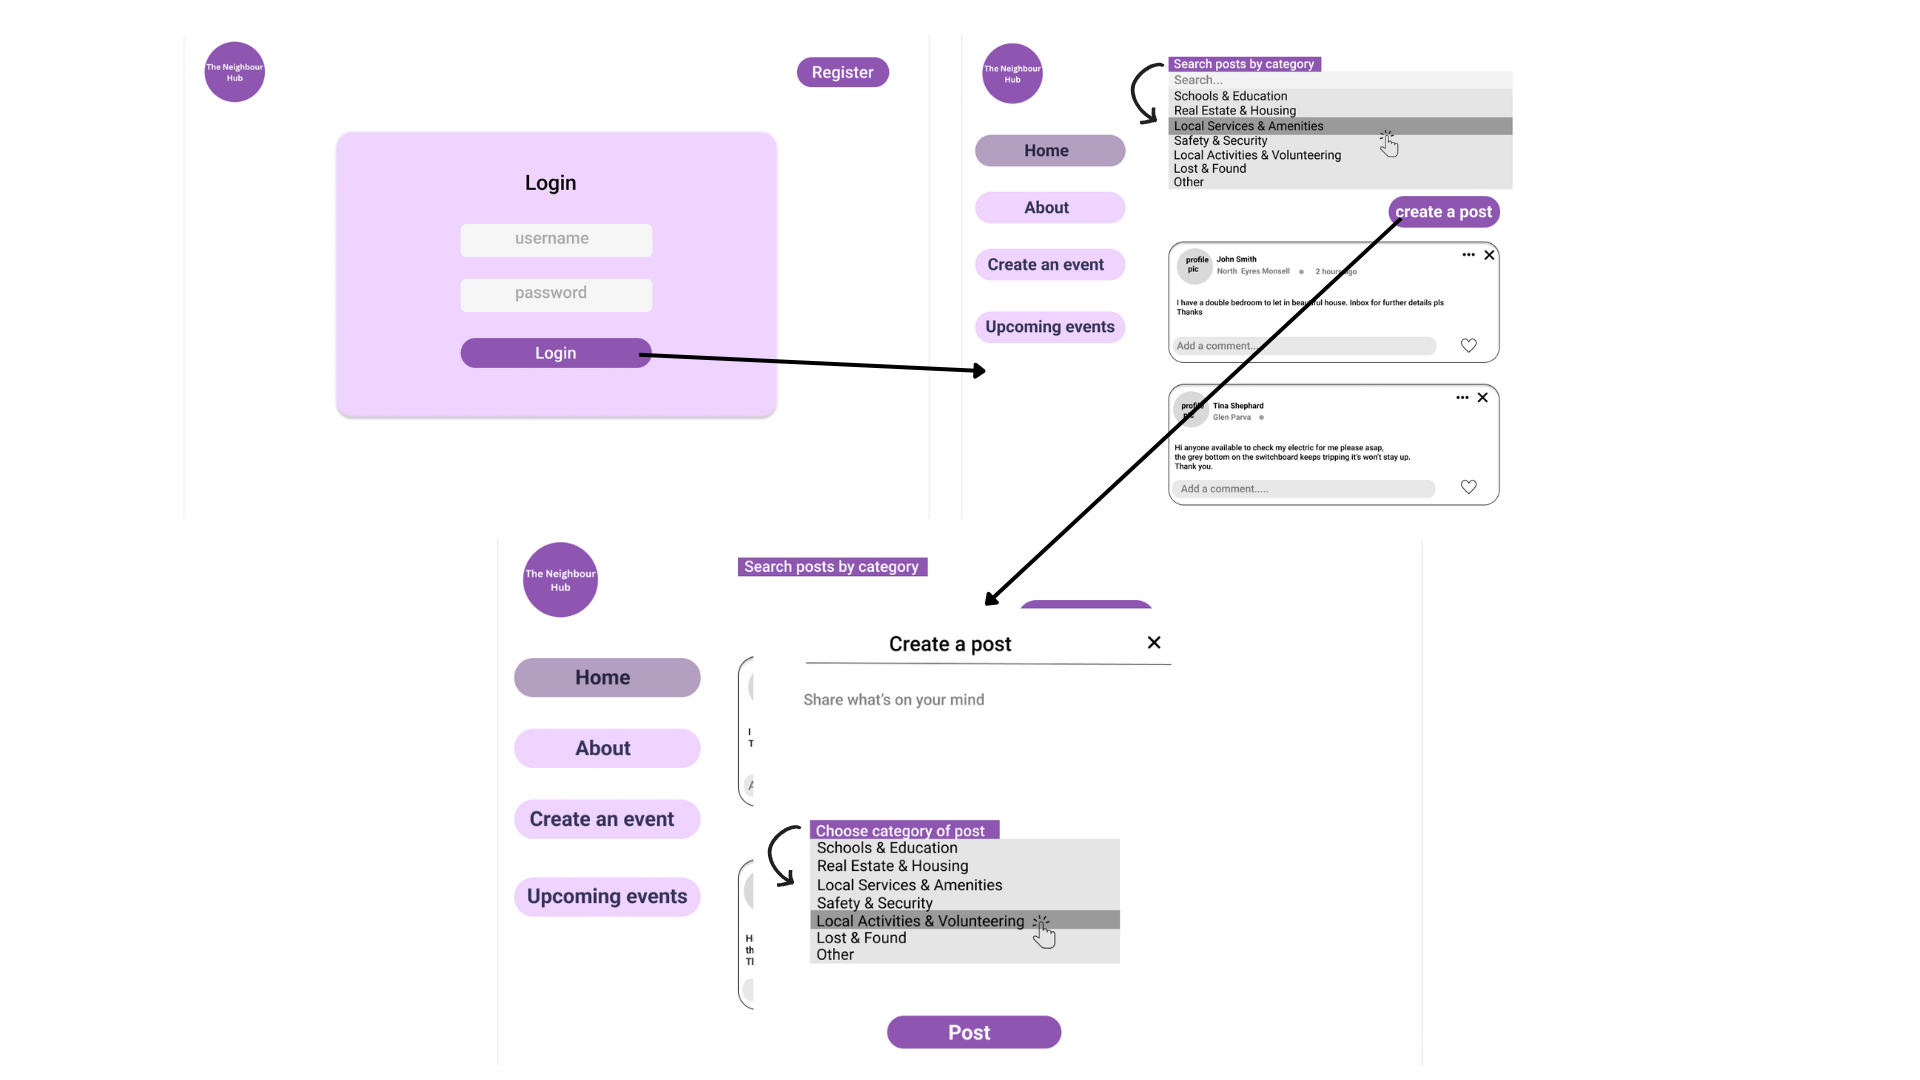 The Neighbour
Hub
Register
Login
username
password
Login
The Neighbour
Hub
Home
About
Create an event
Upcoming events
Search posts by category
Search...
Schools & Education
Real Estate & Housing
Local Services & Amenities
Safety & Security
Local Activities & Volunteering
Lost & Found
Other
create a post
profile
pic
John Smith
North Eyres Monsell
2 hours ago
I have a double bedroom to let in beautiful house. Inbox for further details pls
Thanks
Add a comment...
profile
pic
Tina Shephard
Glen Parva
Hi anyone available to check my electric for me please asap,
the grey bottom on the switchboard keeps tripping it's won't stay up.
Thank you.
Add a comment.....
The Neighbour
Hub
Home
About
Create an event
Upcoming events
Search posts by category
I
T
A
Hi
th
Tl
Create a post
Share what's on your mind
Choose category of post
Schools & Education
Real Estate & Housing
Local Services & Amenities
Safety & Security
Local Activities & Volunteering
Lost & Found
Other
Post